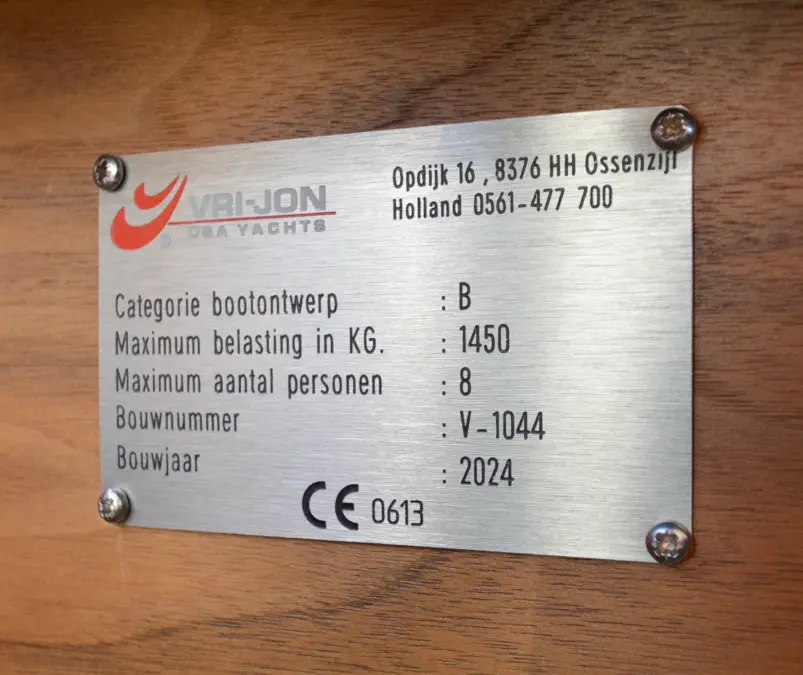 VRI-JON
D&A YACHTS
Opdijk 16 , 8376 HH Ossenzijl
Holland 0561-477 700
Categorie bootontwerp : B
Maximum belasting in KG. : 1450
Maximum aantal personen : 8
Bouwnummer : V-1044
Bouwjaar : 2024
CE 0613